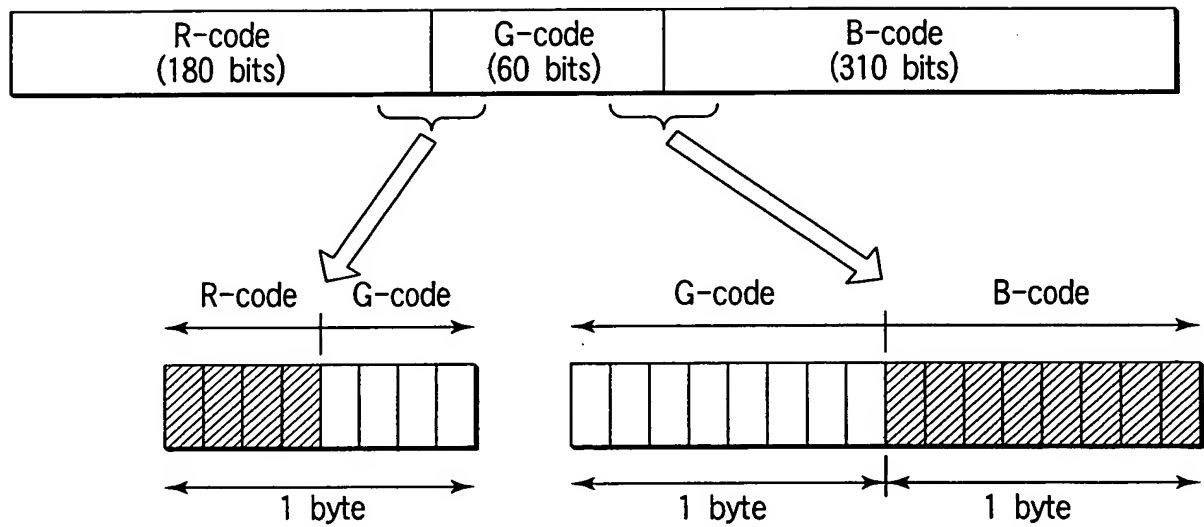 R-code G-code B-code
(180 bits) (60 bits) (310 bits)
R-code G-code G-code B-code
1 byte 1 byte 1 byte